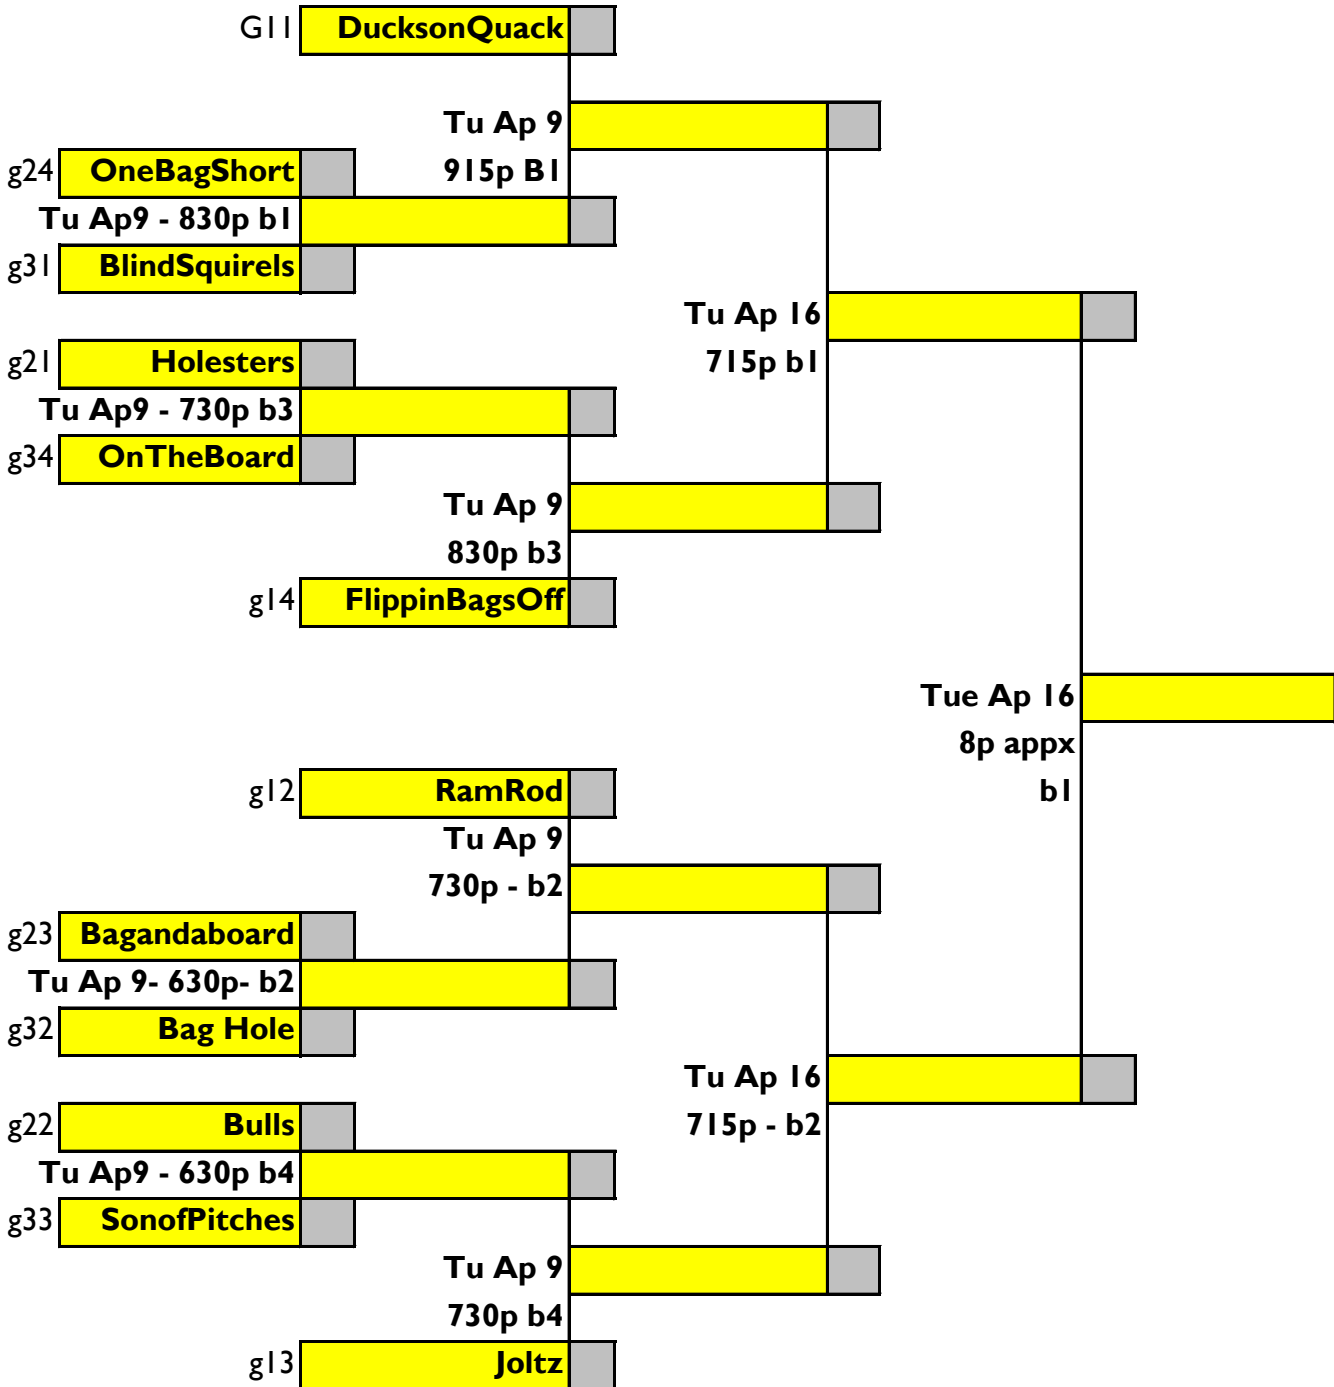 G11 DucksonQuack
Tu Ap 9
g24 OneBagShort 915p B1
Tu Ap9 - 830p b1
g31 BlindSquirels
Tu Ap 16
g21 Holesters 715p b1
Tu Ap9 - 730p b3
g34 OnTheBoard
Tu Ap 9
830p b3
g14 FlippinBagsOff
Tue Ap 16
8p appx
g12 RamRod b1
Tu Ap 9
730p - b2
g23 Bagandaboard
Tu Ap 9- 630p- b2
g32 Bag Hole
Tu Ap 16
g22 Bulls 715p - b2
Tu Ap9 - 630p b4
g33 SonofPitches
Tu Ap 9
730p b4
g13 Joltz